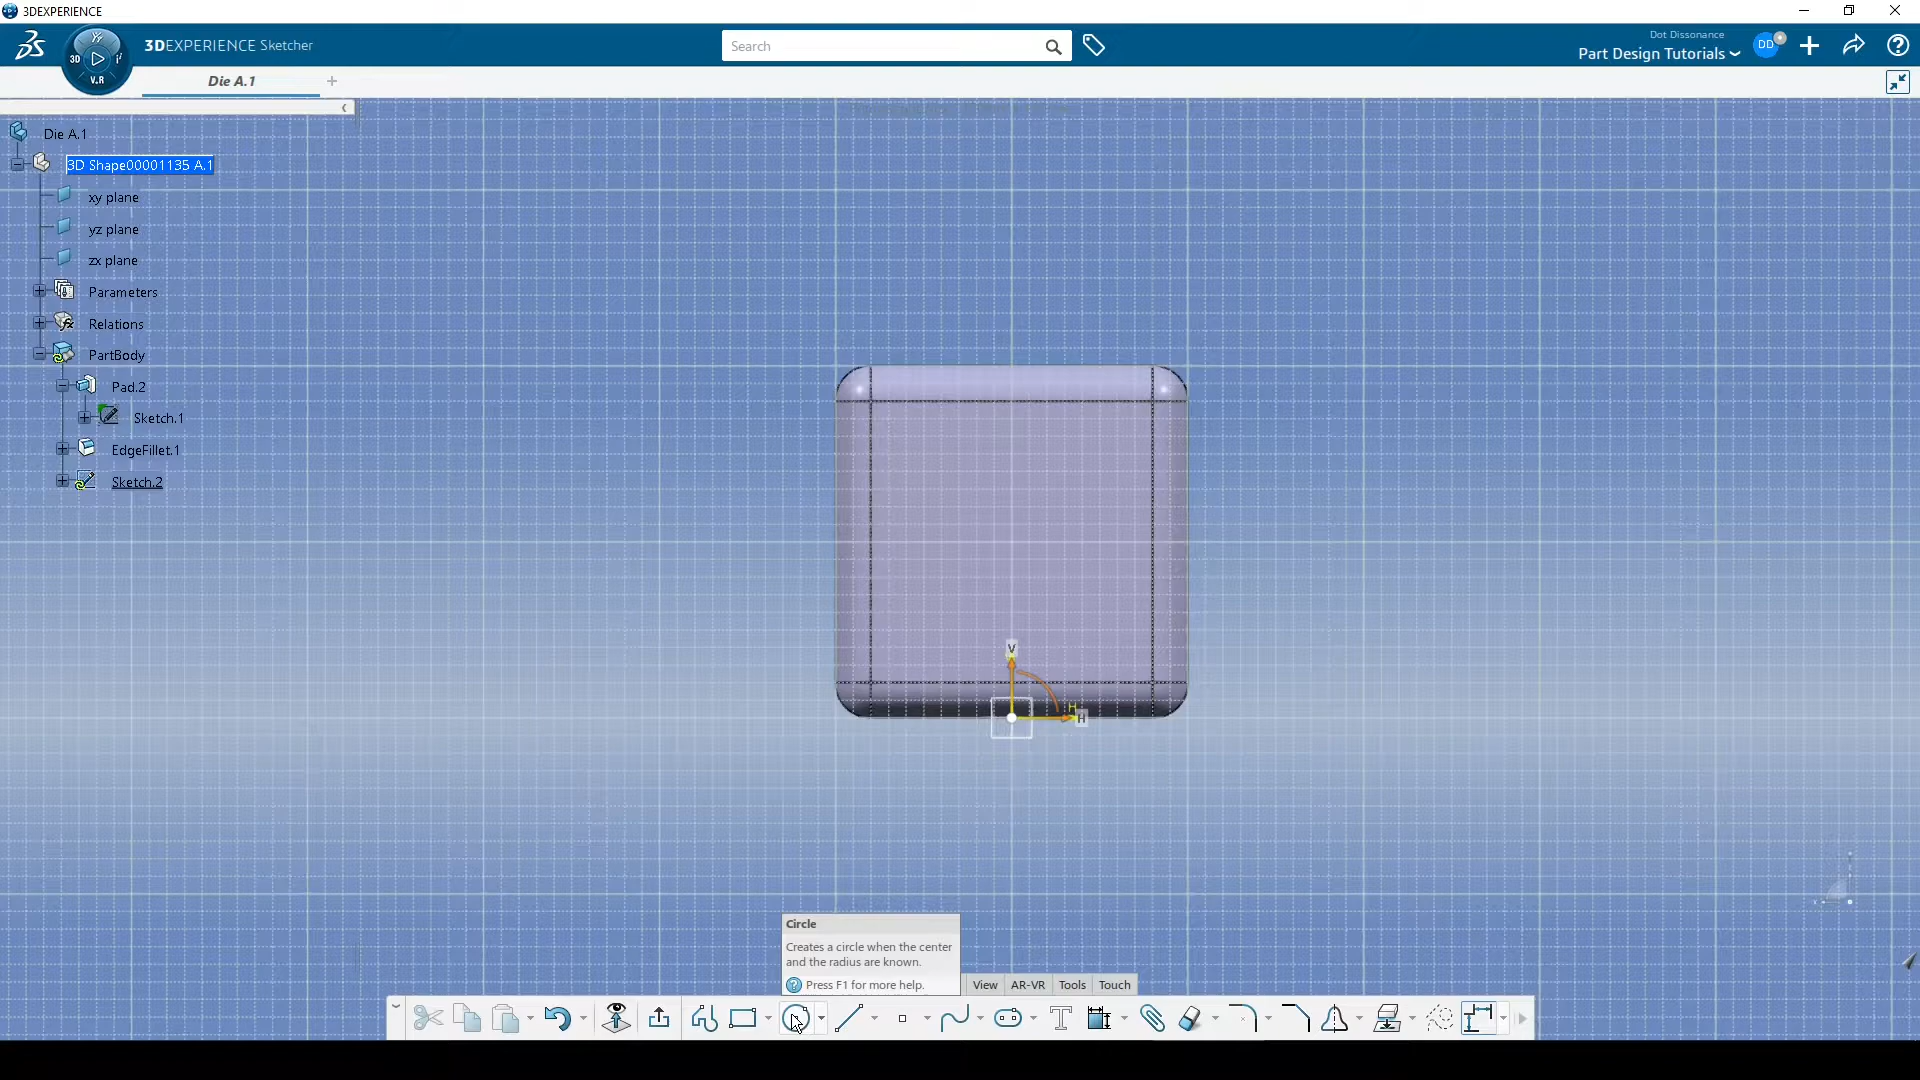 3DEXPERIENCE
3DEXPERIENCE Sketcher
3D
V.R
Search
Dot Dissonance
Part Design Tutorials
DD
Die A.1
Die A.1
3D Shape00001135 A.1
xy plane
yz plane
zx plane
Parameters
Relations
PartBody
Pad.2
Sketch.1
EdgeFillet.1
Sketch.2
V
H
H
Circle
Creates a circle when the center
and the radius are known.
Press F1 for more help.
View
AR-VR
Tools
Touch